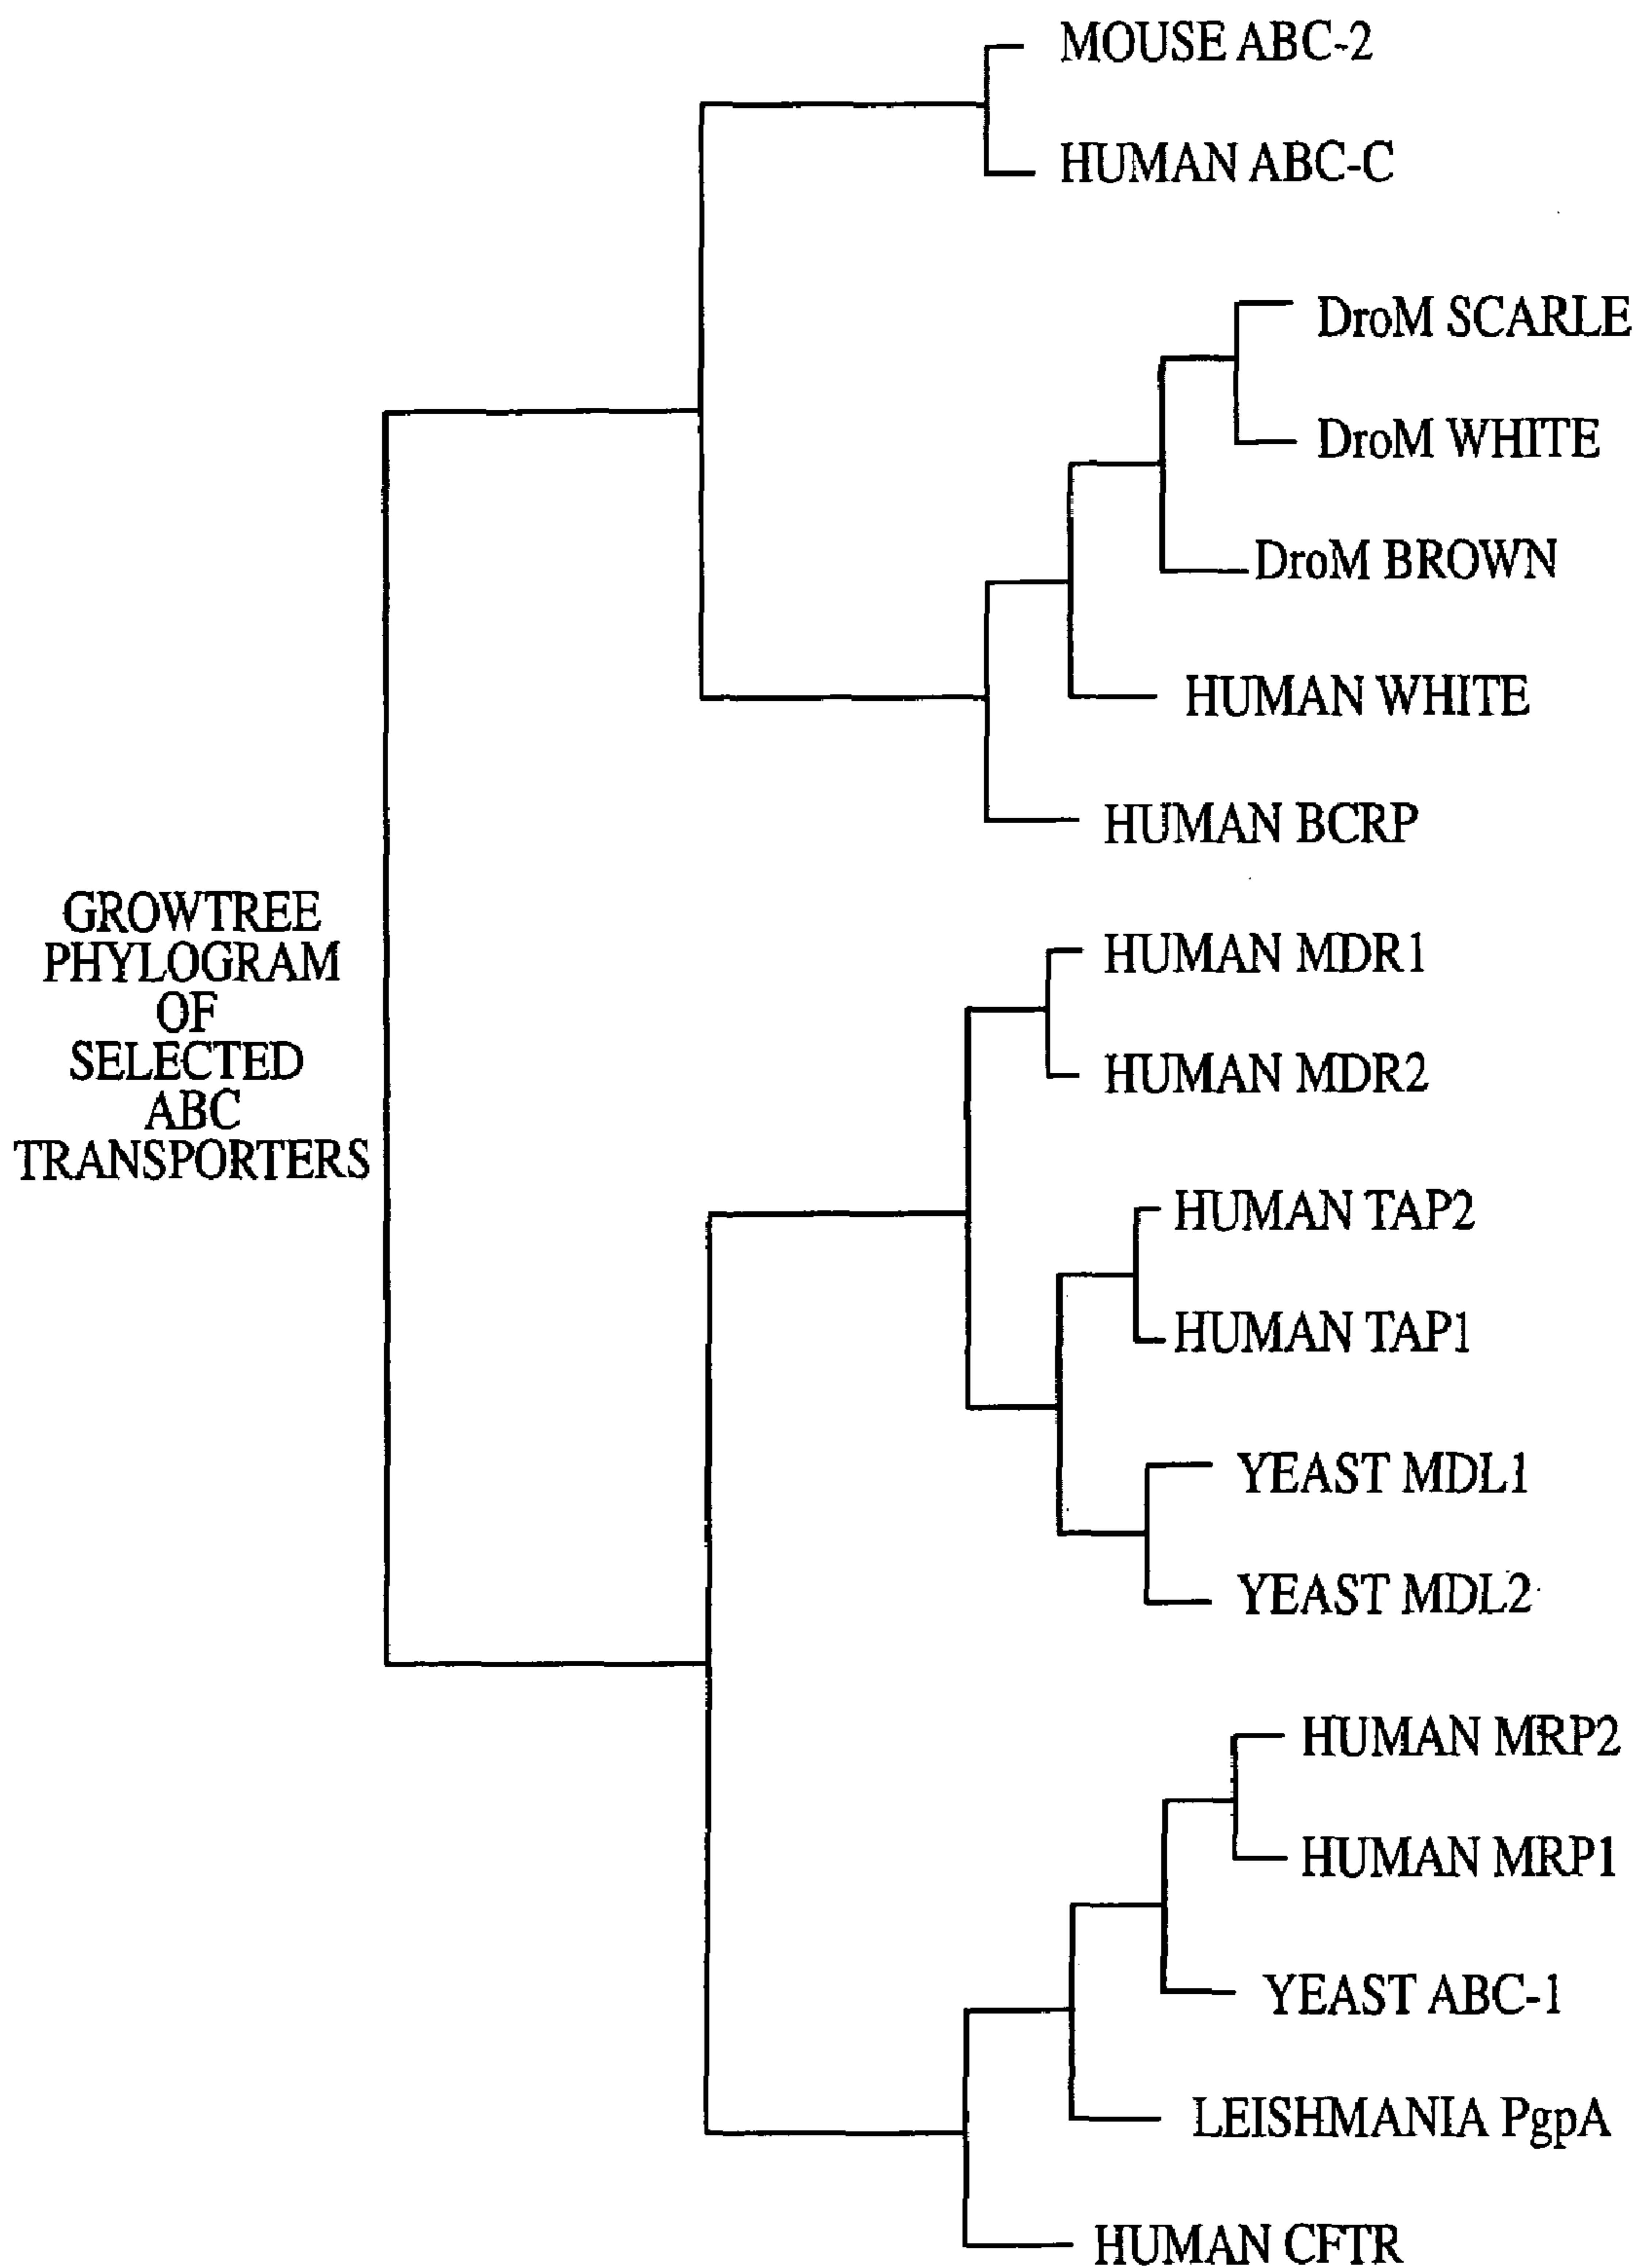 MOUSE ABC-2
HUMAN ABC-C
DroM SCARLE
DroM WHITE
DroM BROWN
HUMAN WHITE
HUMAN BCRP
GROWTREE
PHYLOGRAM
OF
SELECTED
ABC
TRANSPORTERS
HUMAN MDR1
HUMAN MDR2
HUMAN TAP2
HUMAN TAP1
YEAST MDL1
YEAST MDL2
HUMAN MRP2
HUMAN MRP1
YEAST ABC-1
LEISHMANIA PgpA
HUMAN CFTR